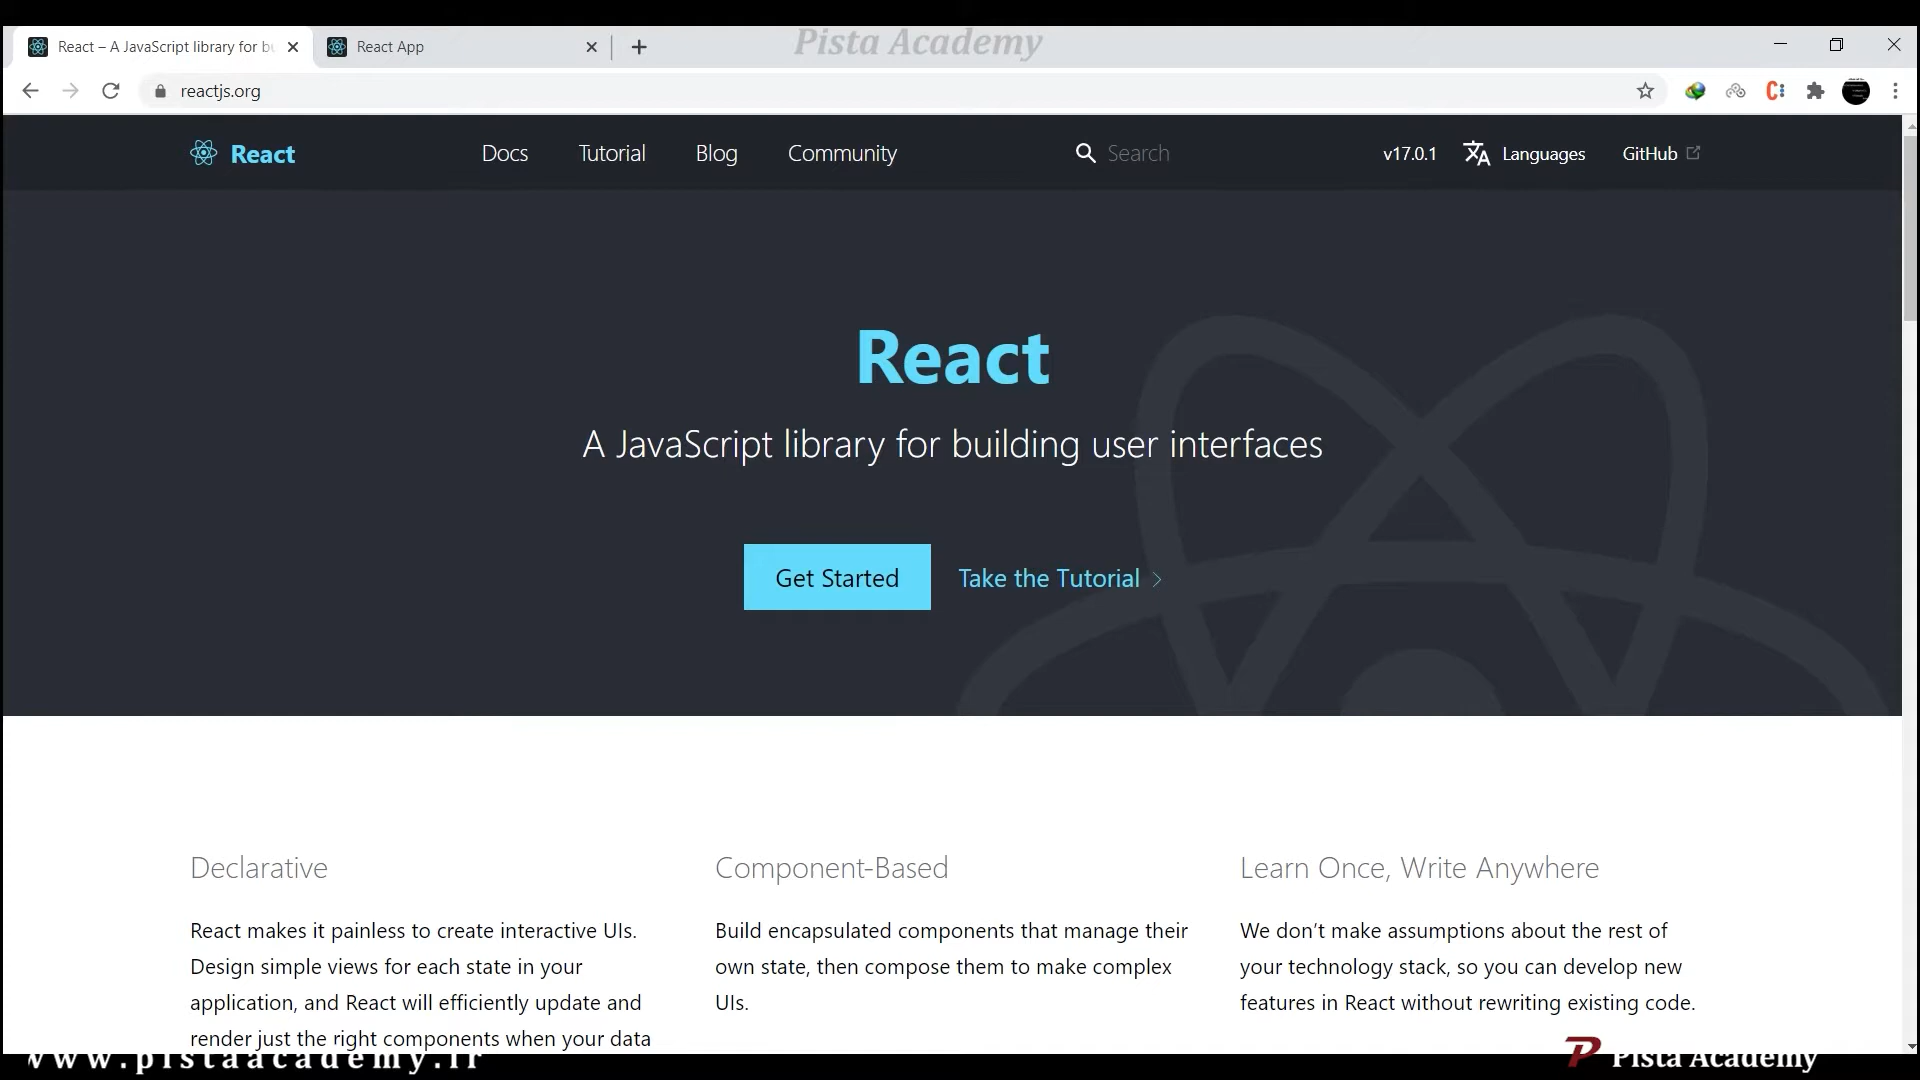 Pista Academy
React – A JavaScript library for bu
React App
reactjs.org
React
Docs
Tutorial
Blog
Community
Search
v17.0.1
Languages
GitHub
React
A JavaScript library for building user interfaces
Get Started
Take the Tutorial
Declarative
React makes it painless to create interactive UIs.
Design simple views for each state in your
application, and React will efficiently update and
render just the right components when your data
Component-Based
Build encapsulated components that manage their
own state, then compose them to make complex
UIs.
Learn Once, Write Anywhere
We don’t make assumptions about the rest of
your technology stack, so you can develop new
features in React without rewriting existing code.
www.pistaacademy.ir
Pista Academy